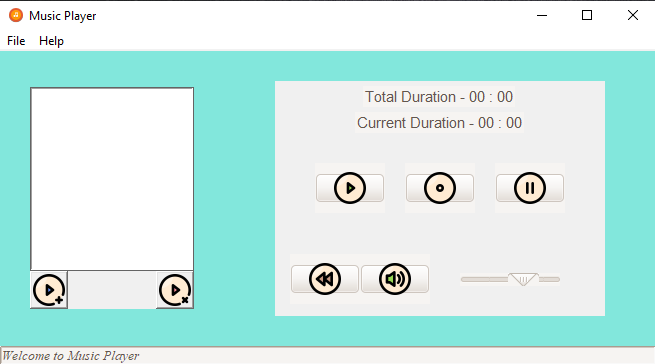 Music Player
File Help
Total Duration - 00 : 00
Current Duration - 00 : 00
Welcome to Music Player